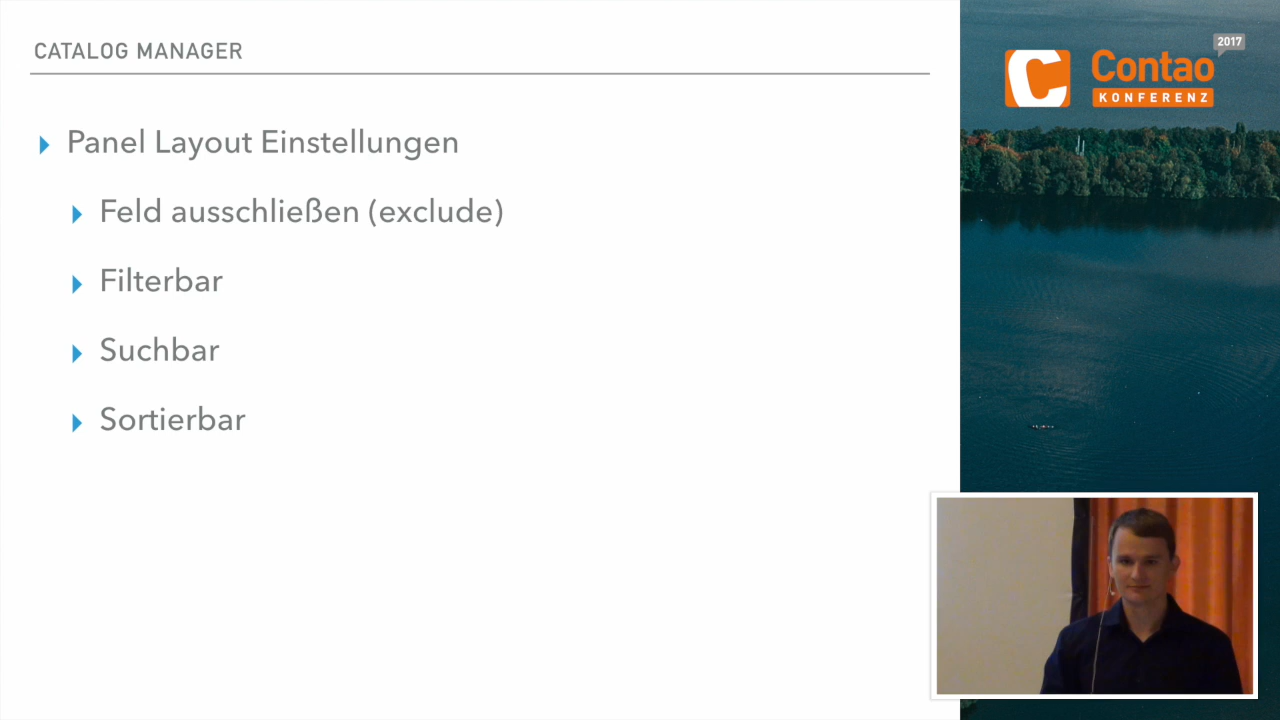 CATALOG MANAGER
Panel Layout Einstellungen
Feld ausschließen (exclude)
Filterbar
Suchbar
Sortierbar
2017
Contao
KONFERENZ